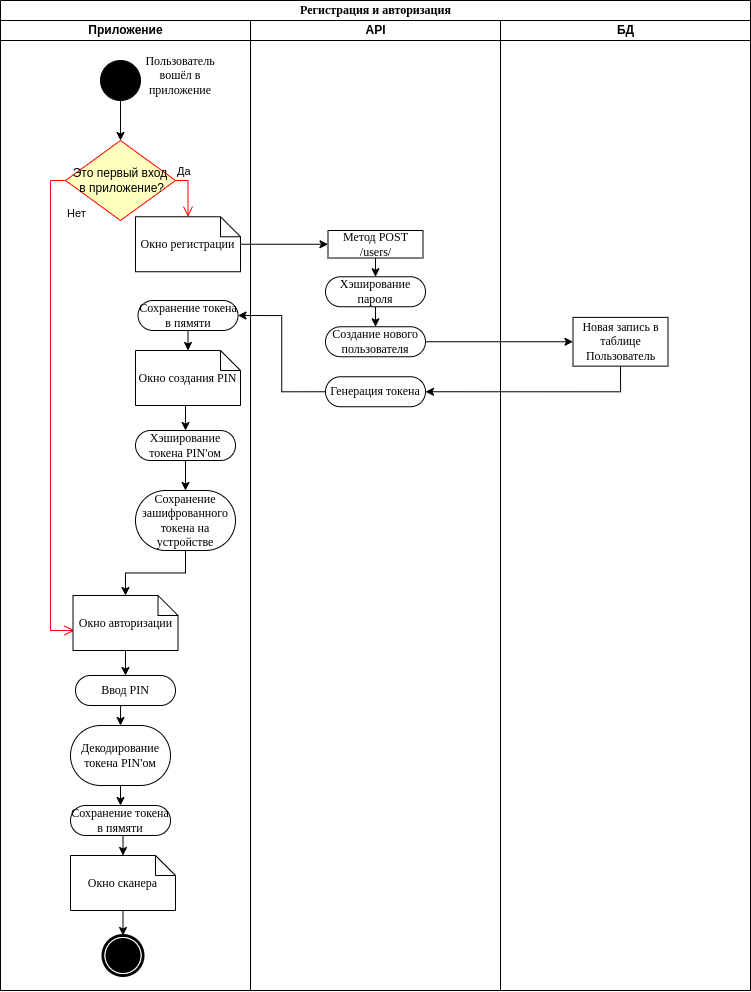 Регистрация и авторизация
Приложение
API
БД
Пользователь
вошёл в
приложение
Это первый вход
в приложение?
Да
Нет
Окно регистрации
Метод POST
/users/
Хэширование
пароля
Создание нового
пользователя
Новая запись в
таблице
Пользователь
Генерация токена
Сохранение токена
в пямяти
Окно создания PIN
Хэширование
токена PIN'ом
Сохранение
зашифрованного
токена на
устройстве
Окно авторизации
Ввод PIN
Декодирование
токена PIN'ом
Сохранение токена
в пямяти
Окно сканера